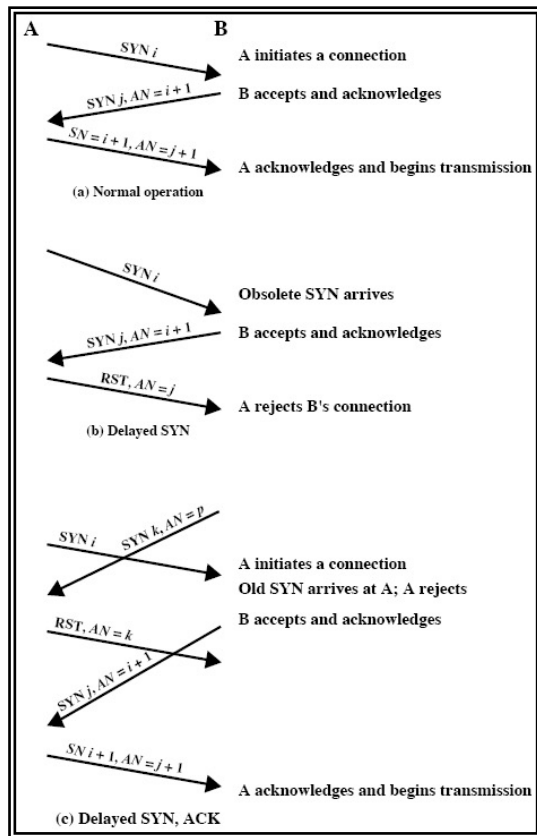 A B
SYN i
A initiates a connection
SYN j, AN = i + 1
B accepts and acknowledges
SN = i + 1, AN = j + 1
A acknowledges and begins transmission
(a) Normal operation
SYN i
Obsolete SYN arrives
SYN j, AN = i + 1
B accepts and acknowledges
RST, AN = j
A rejects B's connection
(b) Delayed SYN
SYN k, AN = p
SYN i
A initiates a connection
Old SYN arrives at A; A rejects
B accepts and acknowledges
RST, AN = k
SYN j, AN = i + 1
SN i + 1, AN = j + 1
A acknowledges and begins transmission
(c) Delayed SYN, ACK